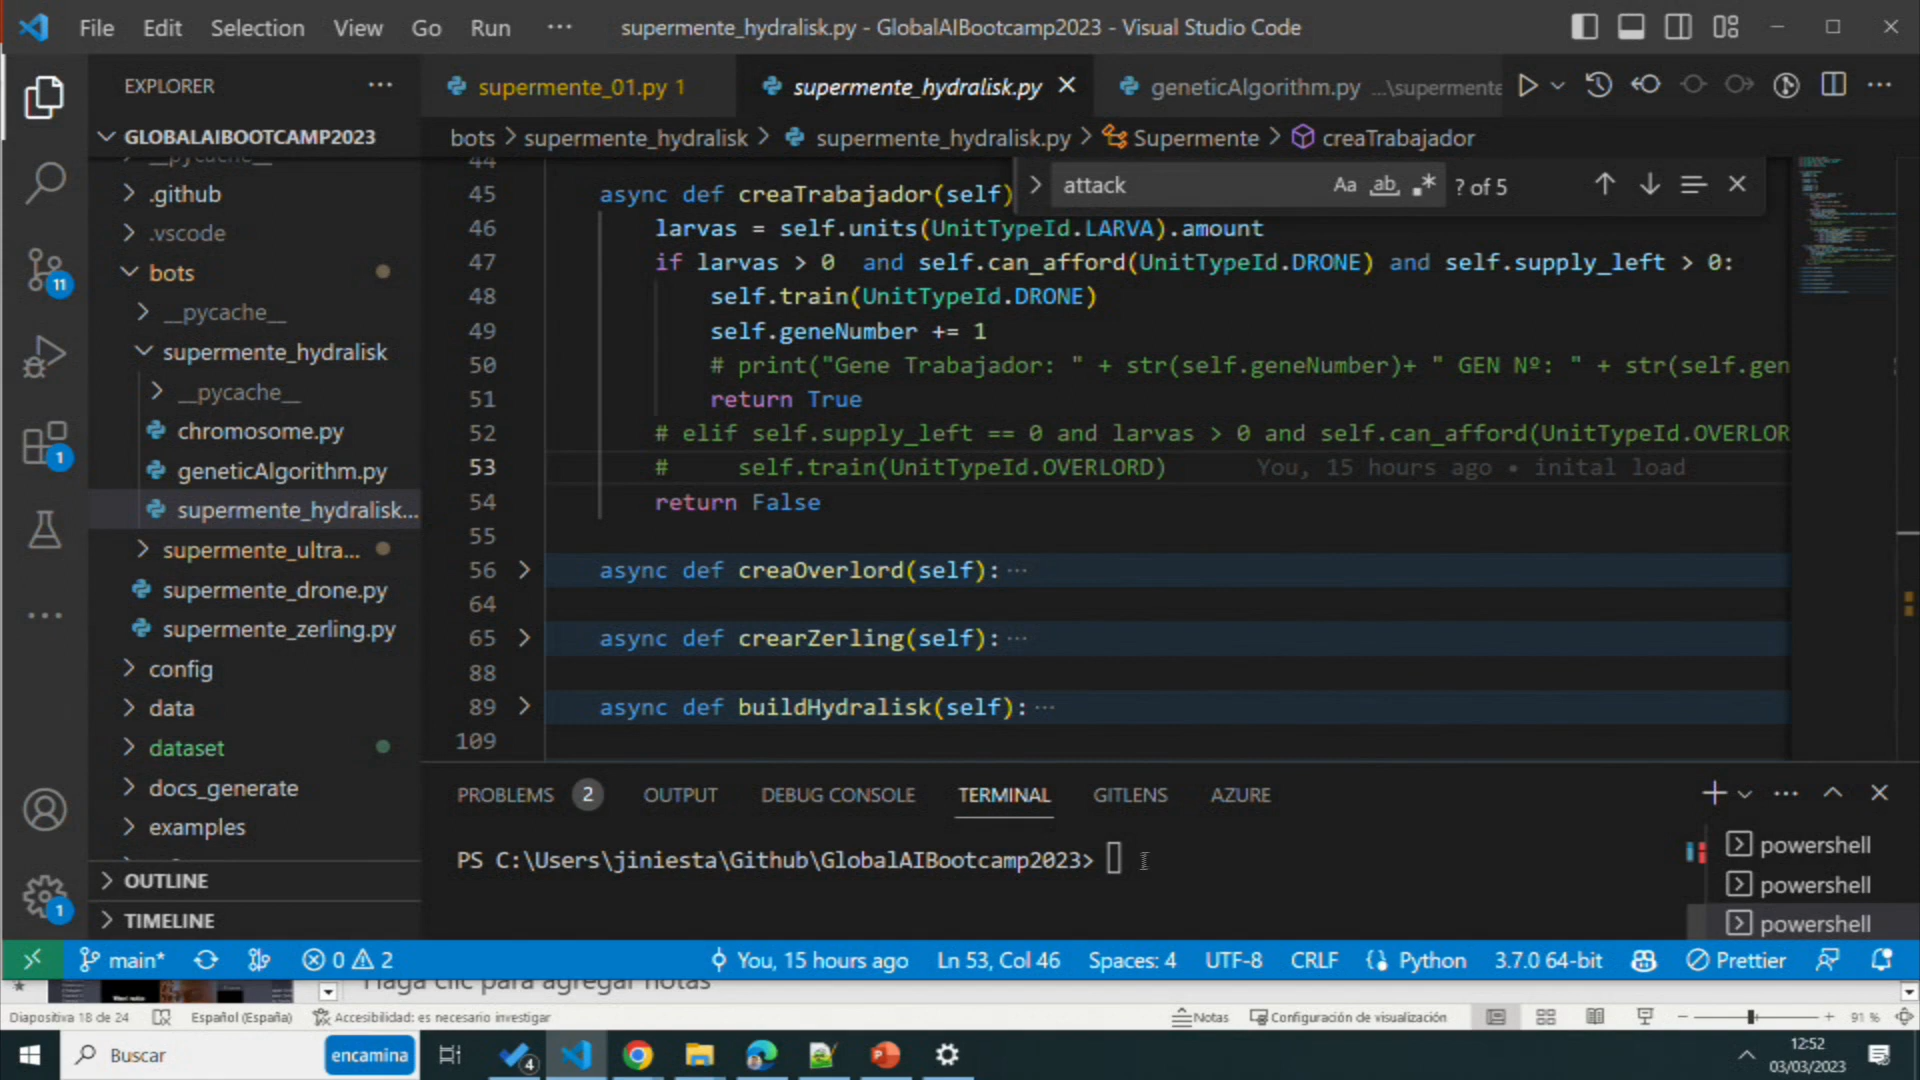 File Edit Selection View Go Run ··· supermente_hydralisk.py - GlobalAIBootcamp2023 - Visual Studio Code
EXPLORER ··· supermente_01.py 1 supermente_hydralisk.py geneticAlgorithm.py ...\supermente
GLOBALAIBOOTCAMP2023
bots > supermente_hydralisk > supermente_hydralisk.py > Supermente > creaTrabajador
__pycache__
.github
.vscode
bots
__pycache__
supermente_hydralisk
__pycache__
chromosome.py
geneticAlgorithm.py
supermente_hydralisk...
supermente_ultra...
supermente_drone.py
supermente_zerling.py
config
data
dataset
docs_generate
examples
OUTLINE
TIMELINE
11
1
1
attack Aa ab ? of 5
44
45 async def creaTrabajador(self)
46 larvas = self.units(UnitTypeId.LARVA).amount
47 if larvas > 0  and self.can_afford(UnitTypeId.DRONE) and self.supply_left > 0:
48 self.train(UnitTypeId.DRONE)
49 self.geneNumber += 1
50 # print("Gene Trabajador: " + str(self.geneNumber)+ " GEN Nº: " + str(self.gen
51 return True
52 # elif self.supply_left == 0 and larvas > 0 and self.can_afford(UnitTypeId.OVERLOR
53 #     self.train(UnitTypeId.OVERLORD) You, 15 hours ago • inital load
54 return False
55
56 async def creaOverlord(self): ···
64
65 async def crearZerling(self): ···
88
89 async def buildHydralisk(self): ···
109
PROBLEMS 2 OUTPUT DEBUG CONSOLE TERMINAL GITLENS AZURE
PS C:\Users\jiniesta\Github\GlobalAIBootcamp2023>
powershell
powershell
powershell
main* 0 2 You, 15 hours ago Ln 53, Col 46 Spaces: 4 UTF-8 CRLF Python 3.7.0 64-bit Prettier
Haga clic para agregar notas
Diapositiva 18 de 24 Español (España) Accesibilidad: es necesario investigar Notas Configuración de visualización 91 %
Buscar encamina 4 12:52
03/03/2023